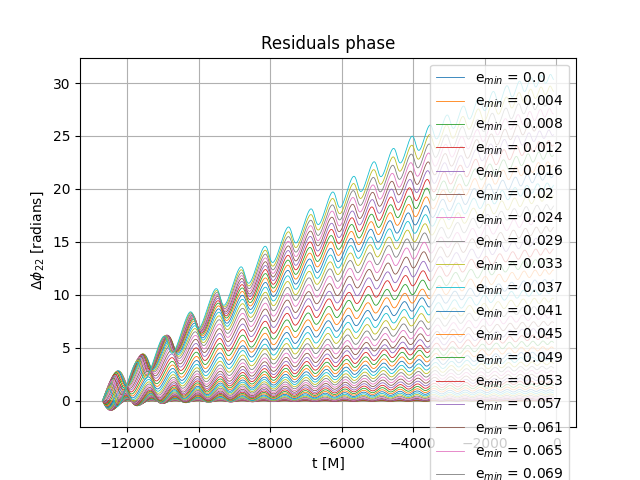 Residuals phase
30
25
20
15
10
5
0
Δϕ22 [radians]
−12000 −10000 −8000 −6000 −4000 −2000 0
t [M]
emin = 0.0
emin = 0.004
emin = 0.008
emin = 0.012
emin = 0.016
emin = 0.02
emin = 0.024
emin = 0.029
emin = 0.033
emin = 0.037
emin = 0.041
emin = 0.045
emin = 0.049
emin = 0.053
emin = 0.057
emin = 0.061
emin = 0.065
emin = 0.069